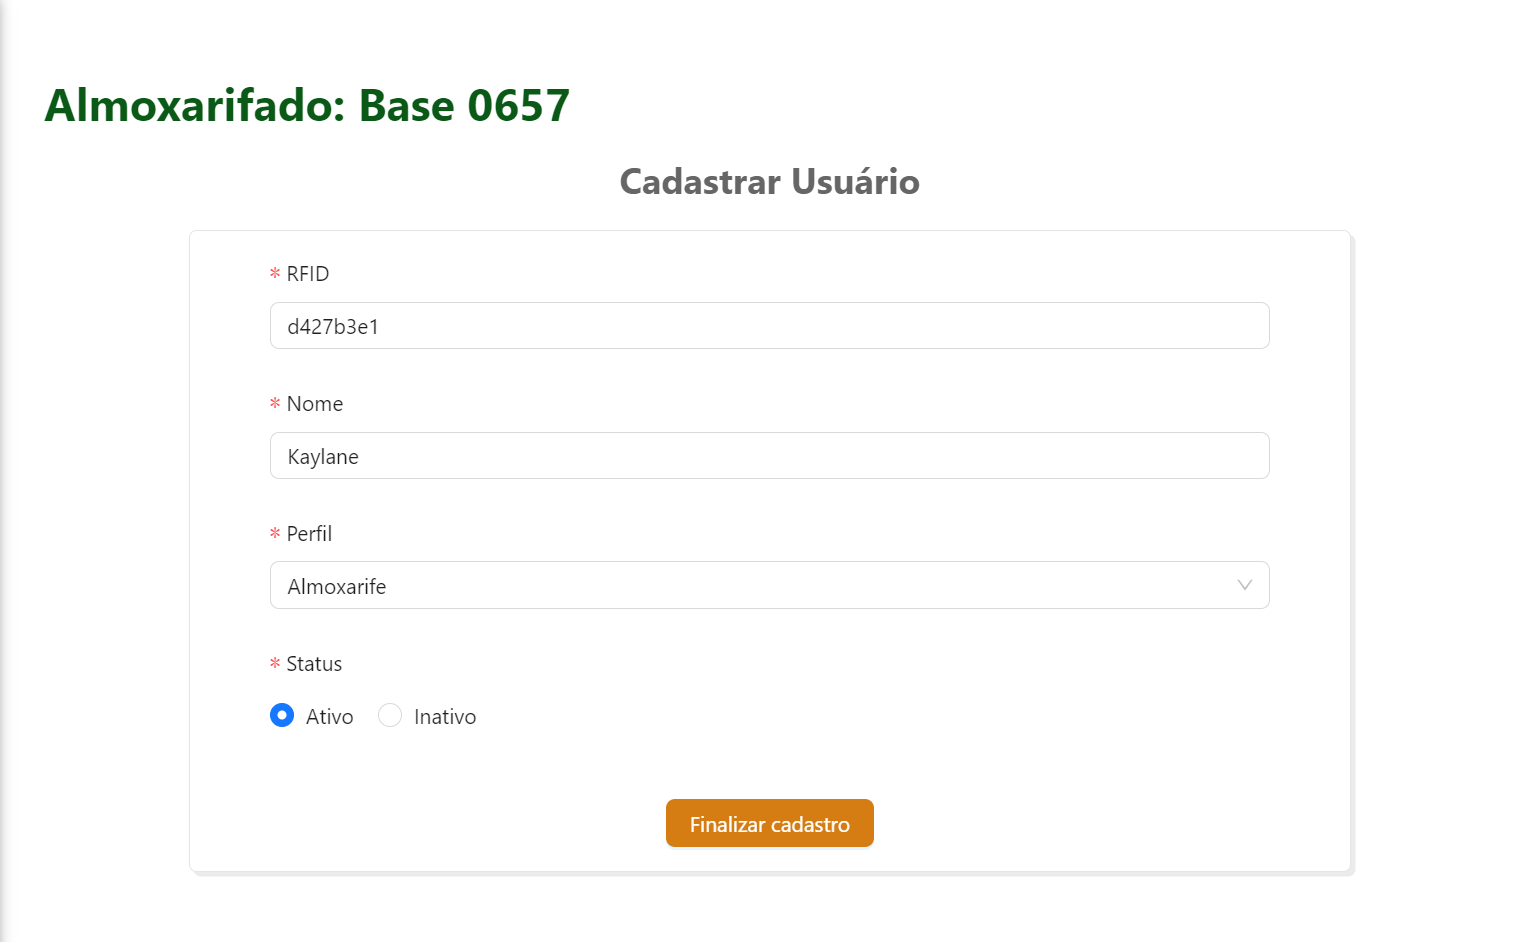 Almoxarifado: Base 0657
Cadastrar Usuário
* RFID
d427b3e1
* Nome
Kaylane
* Perfil
Almoxarife
* Status
Ativo Inativo
Finalizar cadastro